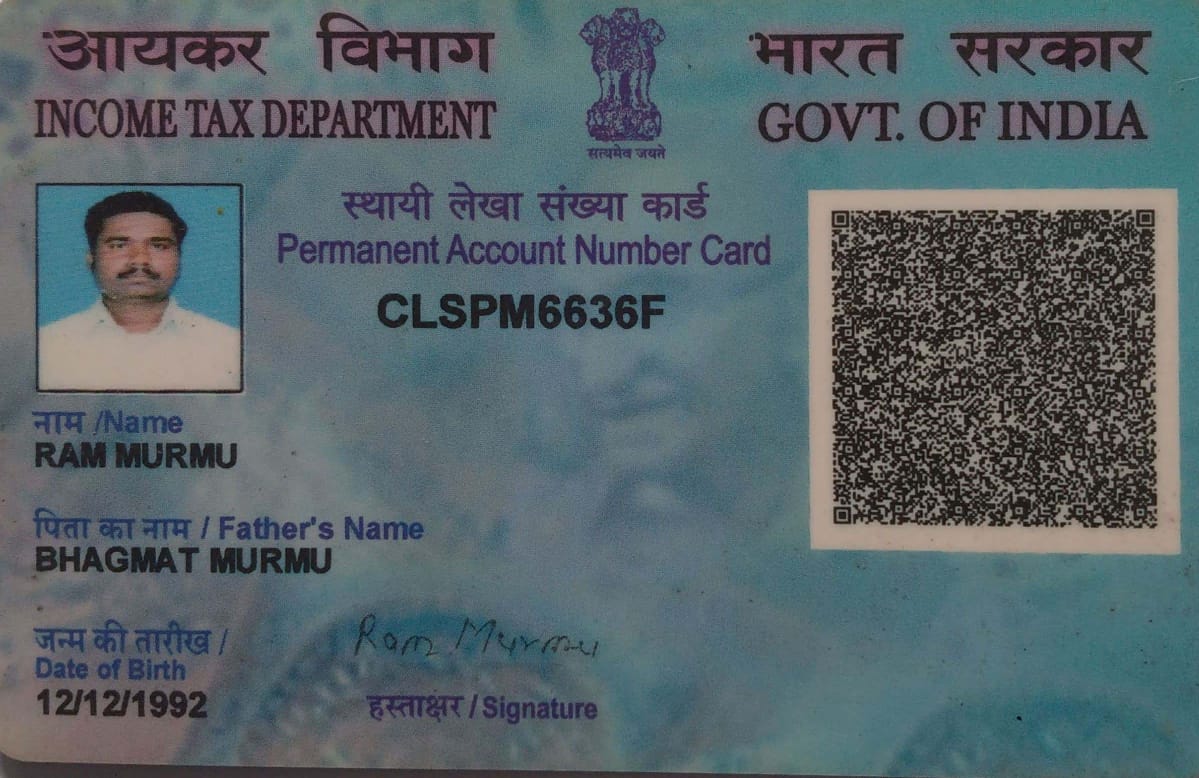 आयकर विभाग
INCOME TAX DEPARTMENT
सत्यमेव जयते
भारत सरकार
GOVT. OF INDIA
स्थायी लेखा संख्या कार्ड
Permanent Account Number Card
CLSPM6636F
नाम /Name
RAM MURMU
पिता का नाम / Father's Name
BHAGMAT MURMU
जन्म की तारीख /
Date of Birth
12/12/1992
Ram Murmu
हस्ताक्षर / Signature